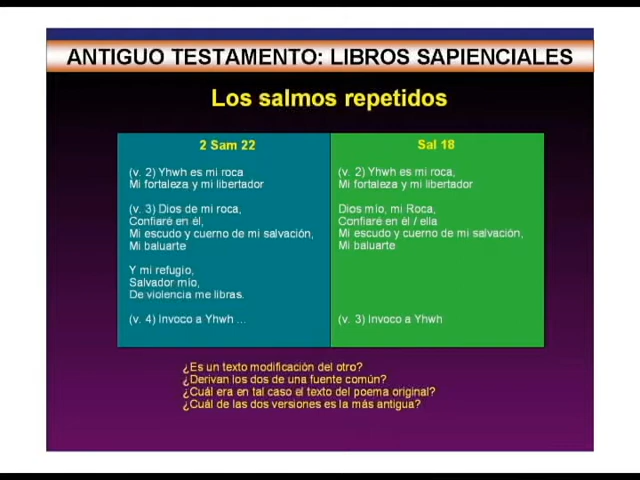 ANTIGUO TESTAMENTO: LIBROS SAPIENCIALES
Los salmos repetidos
2 Sam 22
(v. 2) Yhwh es mi roca
Mi fortaleza y mi libertador
(v. 3) Dios de mi roca,
Confiaré en él,
Mi escudo y cuerno de mi salvación,
Mi baluarte
Y mi refugio,
Salvador mío,
De violencia me libras.
(v. 4) Invoco a Yhwh ...
Sal 18
(v. 2) Yhwh es mi roca,
Mi fortaleza y mi libertador
Dios mío, mi Roca,
Confiaré en él / ella
Mi escudo y cuerno de mi salvación,
Mi baluarte
(v. 3) Invoco a Yhwh
¿Es un texto modificación del otro?
¿Derivan los dos de una fuente común?
¿Cuál era en tal caso el texto del poema original?
¿Cuál de las dos versiones es la más antigua?